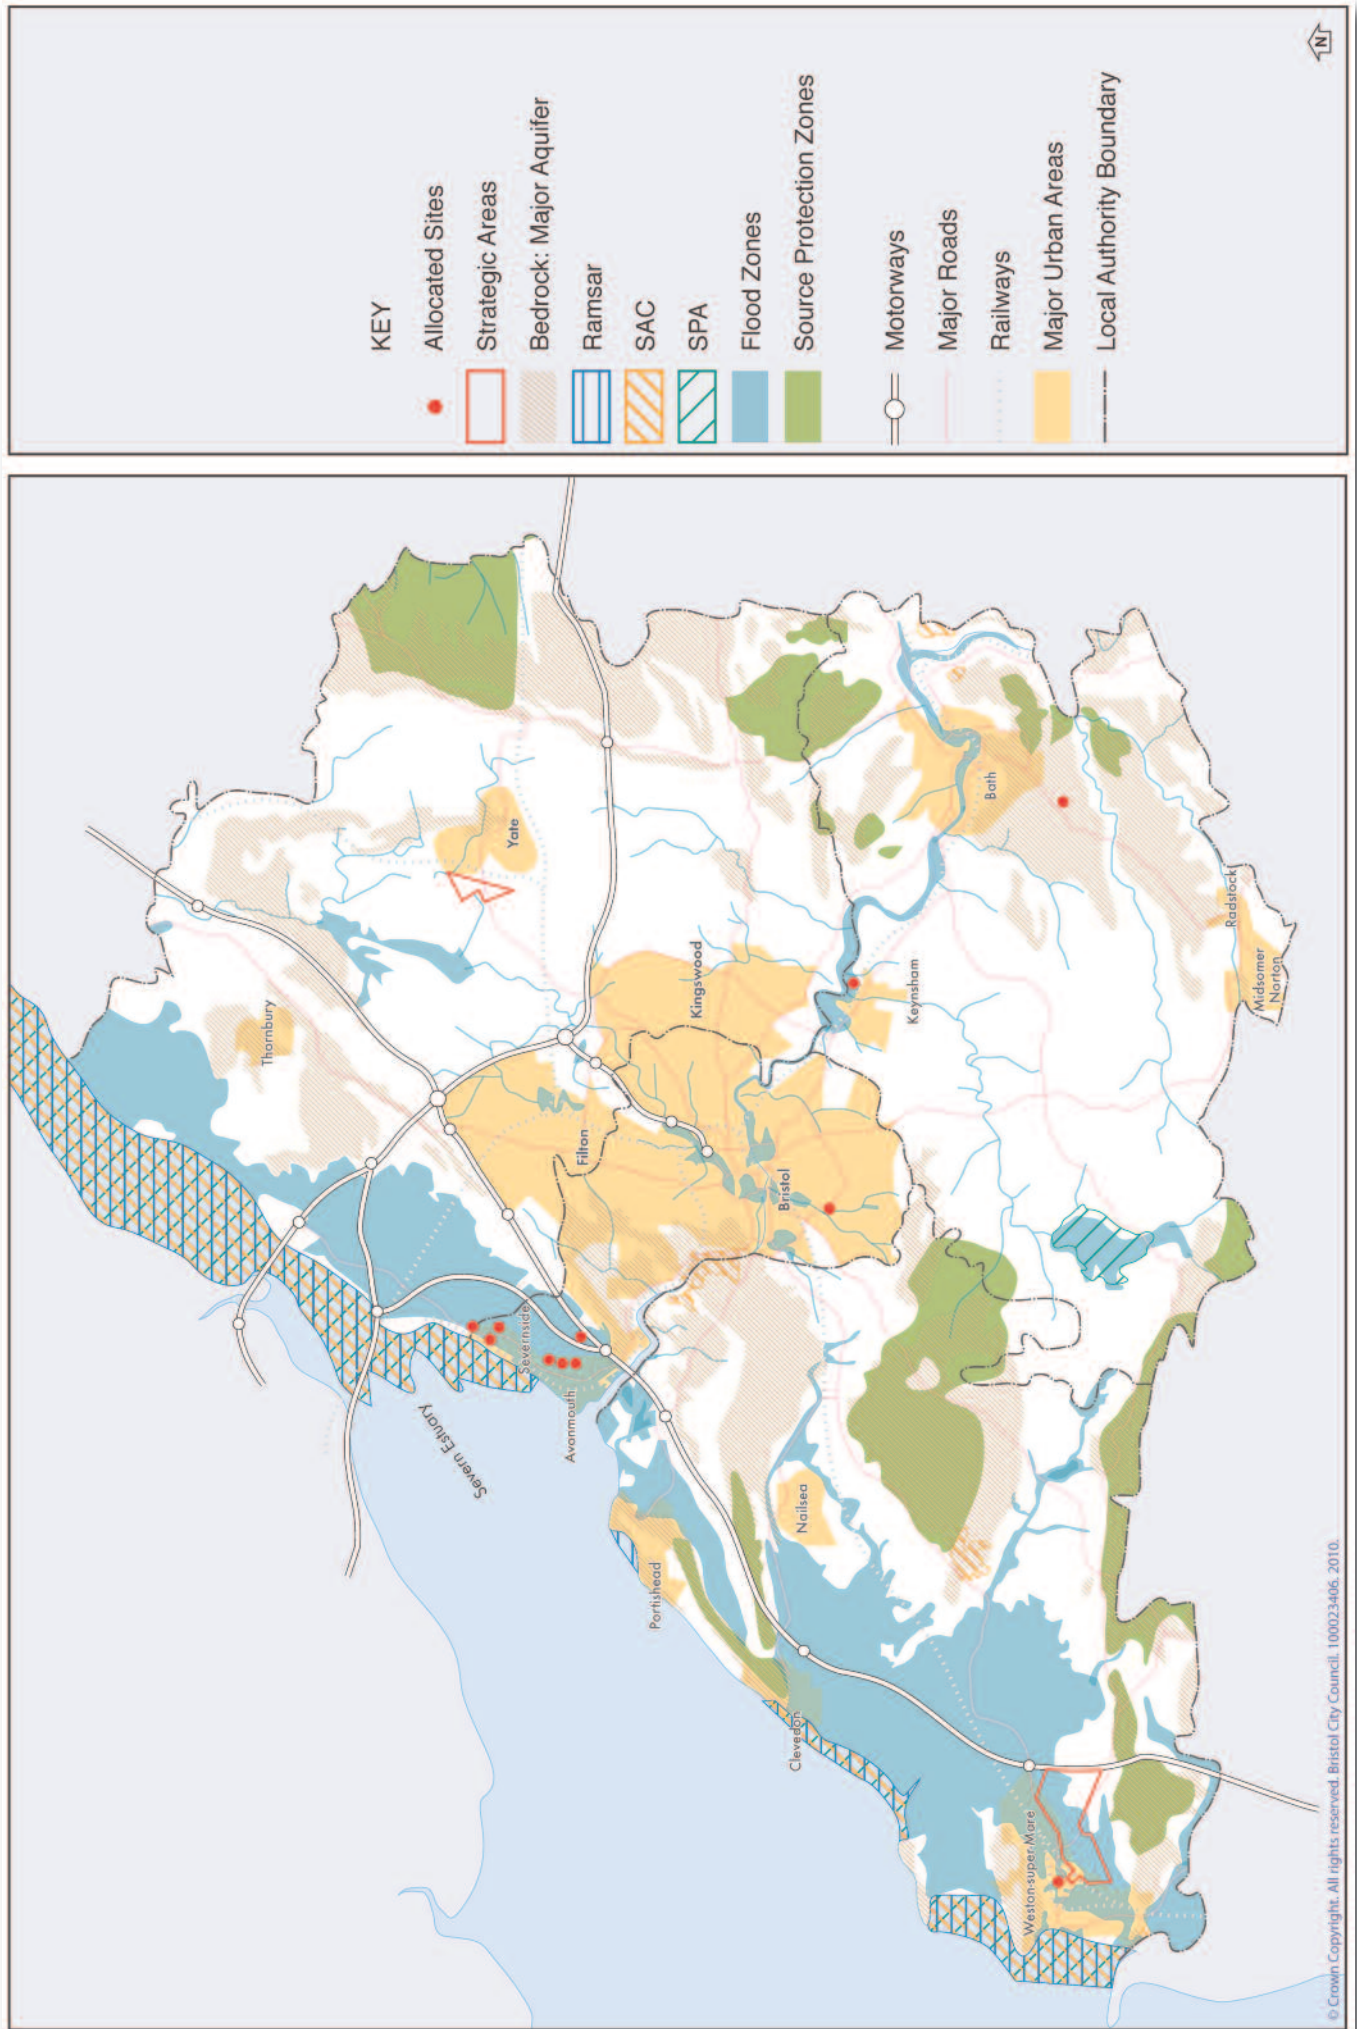 KEY
Allocated Sites
Strategic Areas
Bedrock: Major Aquifer
Ramsar
SAC
SPA
Flood Zones
Source Protection Zones
Motorways
Major Roads
Railways
Major Urban Areas
Local Authority Boundary
N
Thornbury
Yate
Severn Estuary
Severnside
Avonmouth
Filton
Kingswood
Portishead
Bristol
Nailsea
Clevedon
Keynsham
Bath
Weston-super-Mare
Radstock
Midsomer
Norton
© Crown Copyright. All rights reserved. Bristol City Council. 100023406. 2010.